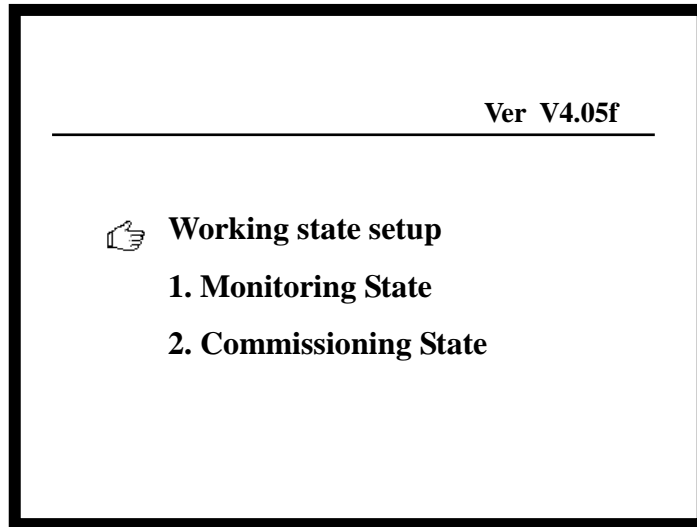 Ver V4.05f
Working state setup
1. Monitoring State
2. Commissioning State